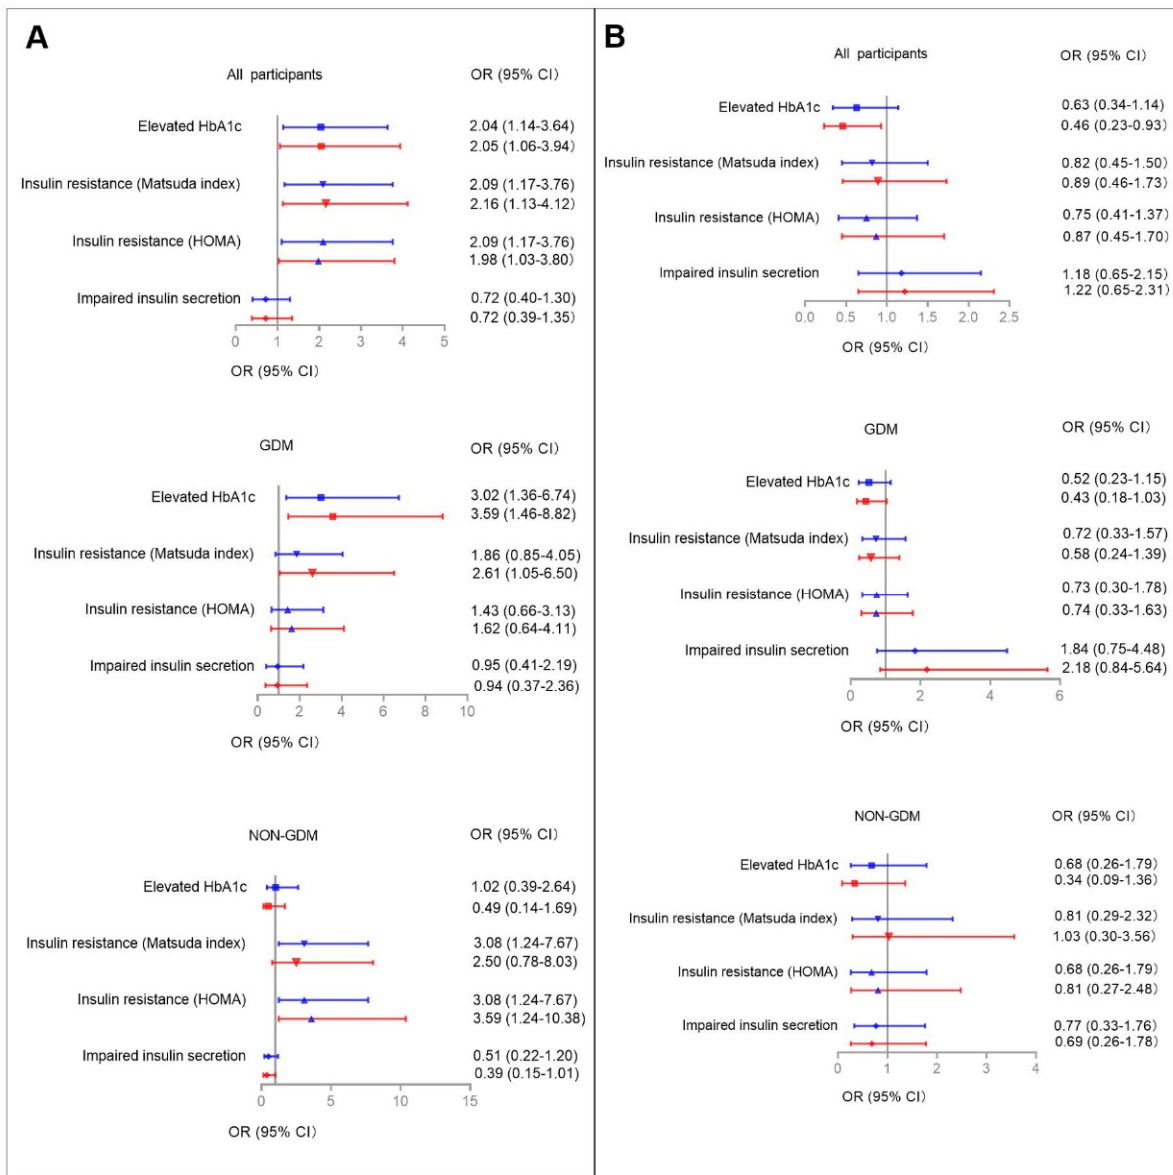 A
All participants OR (95% CI)
Elevated HbA1c 2.04 (1.14-3.64)
2.05 (1.06-3.94)
Insulin resistance (Matsuda index) 2.09 (1.17-3.76)
2.16 (1.13-4.12)
Insulin resistance (HOMA) 2.09 (1.17-3.76)
1.98 (1.03-3.80)
Impaired insulin secretion 0.72 (0.40-1.30)
0.72 (0.39-1.35)
0 1 2 3 4 5
OR (95% CI)
GDM OR (95% CI)
Elevated HbA1c 3.02 (1.36-6.74)
3.59 (1.46-8.82)
Insulin resistance (Matsuda index) 1.86 (0.85-4.05)
2.61 (1.05-6.50)
Insulin resistance (HOMA) 1.43 (0.66-3.13)
1.62 (0.64-4.11)
Impaired insulin secretion 0.95 (0.41-2.19)
0.94 (0.37-2.36)
0 2 4 6 8 10
OR (95% CI)
NON-GDM OR (95% CI)
Elevated HbA1c 1.02 (0.39-2.64)
0.49 (0.14-1.69)
Insulin resistance (Matsuda index) 3.08 (1.24-7.67)
2.50 (0.78-8.03)
Insulin resistance (HOMA) 3.08 (1.24-7.67)
3.59 (1.24-10.38)
Impaired insulin secretion 0.51 (0.22-1.20)
0.39 (0.15-1.01)
0 5 10 15
OR (95% CI)
B
All participants OR (95% CI)
Elevated HbA1c 0.63 (0.34-1.14)
0.46 (0.23-0.93)
Insulin resistance (Matsuda index) 0.82 (0.45-1.50)
0.89 (0.46-1.73)
Insulin resistance (HOMA) 0.75 (0.41-1.37)
0.87 (0.45-1.70)
Impaired insulin secretion 1.18 (0.65-2.15)
1.22 (0.65-2.31)
0.0 0.5 1.0 1.5 2.0 2.5
OR (95% CI)
GDM OR (95% CI)
Elevated HbA1c 0.52 (0.23-1.15)
0.43 (0.18-1.03)
Insulin resistance (Matsuda index) 0.72 (0.33-1.57)
0.58 (0.24-1.39)
Insulin resistance (HOMA) 0.73 (0.30-1.78)
0.74 (0.33-1.63)
Impaired insulin secretion 1.84 (0.75-4.48)
2.18 (0.84-5.64)
0 2 4 6
OR (95% CI)
NON-GDM OR (95% CI)
Elevated HbA1c 0.68 (0.26-1.79)
0.34 (0.09-1.36)
Insulin resistance (Matsuda index) 0.81 (0.29-2.32)
1.03 (0.30-3.56)
Insulin resistance (HOMA) 0.68 (0.26-1.79)
0.81 (0.27-2.48)
Impaired insulin secretion 0.77 (0.33-1.76)
0.69 (0.26-1.78)
0 1 2 3 4
OR (95% CI)